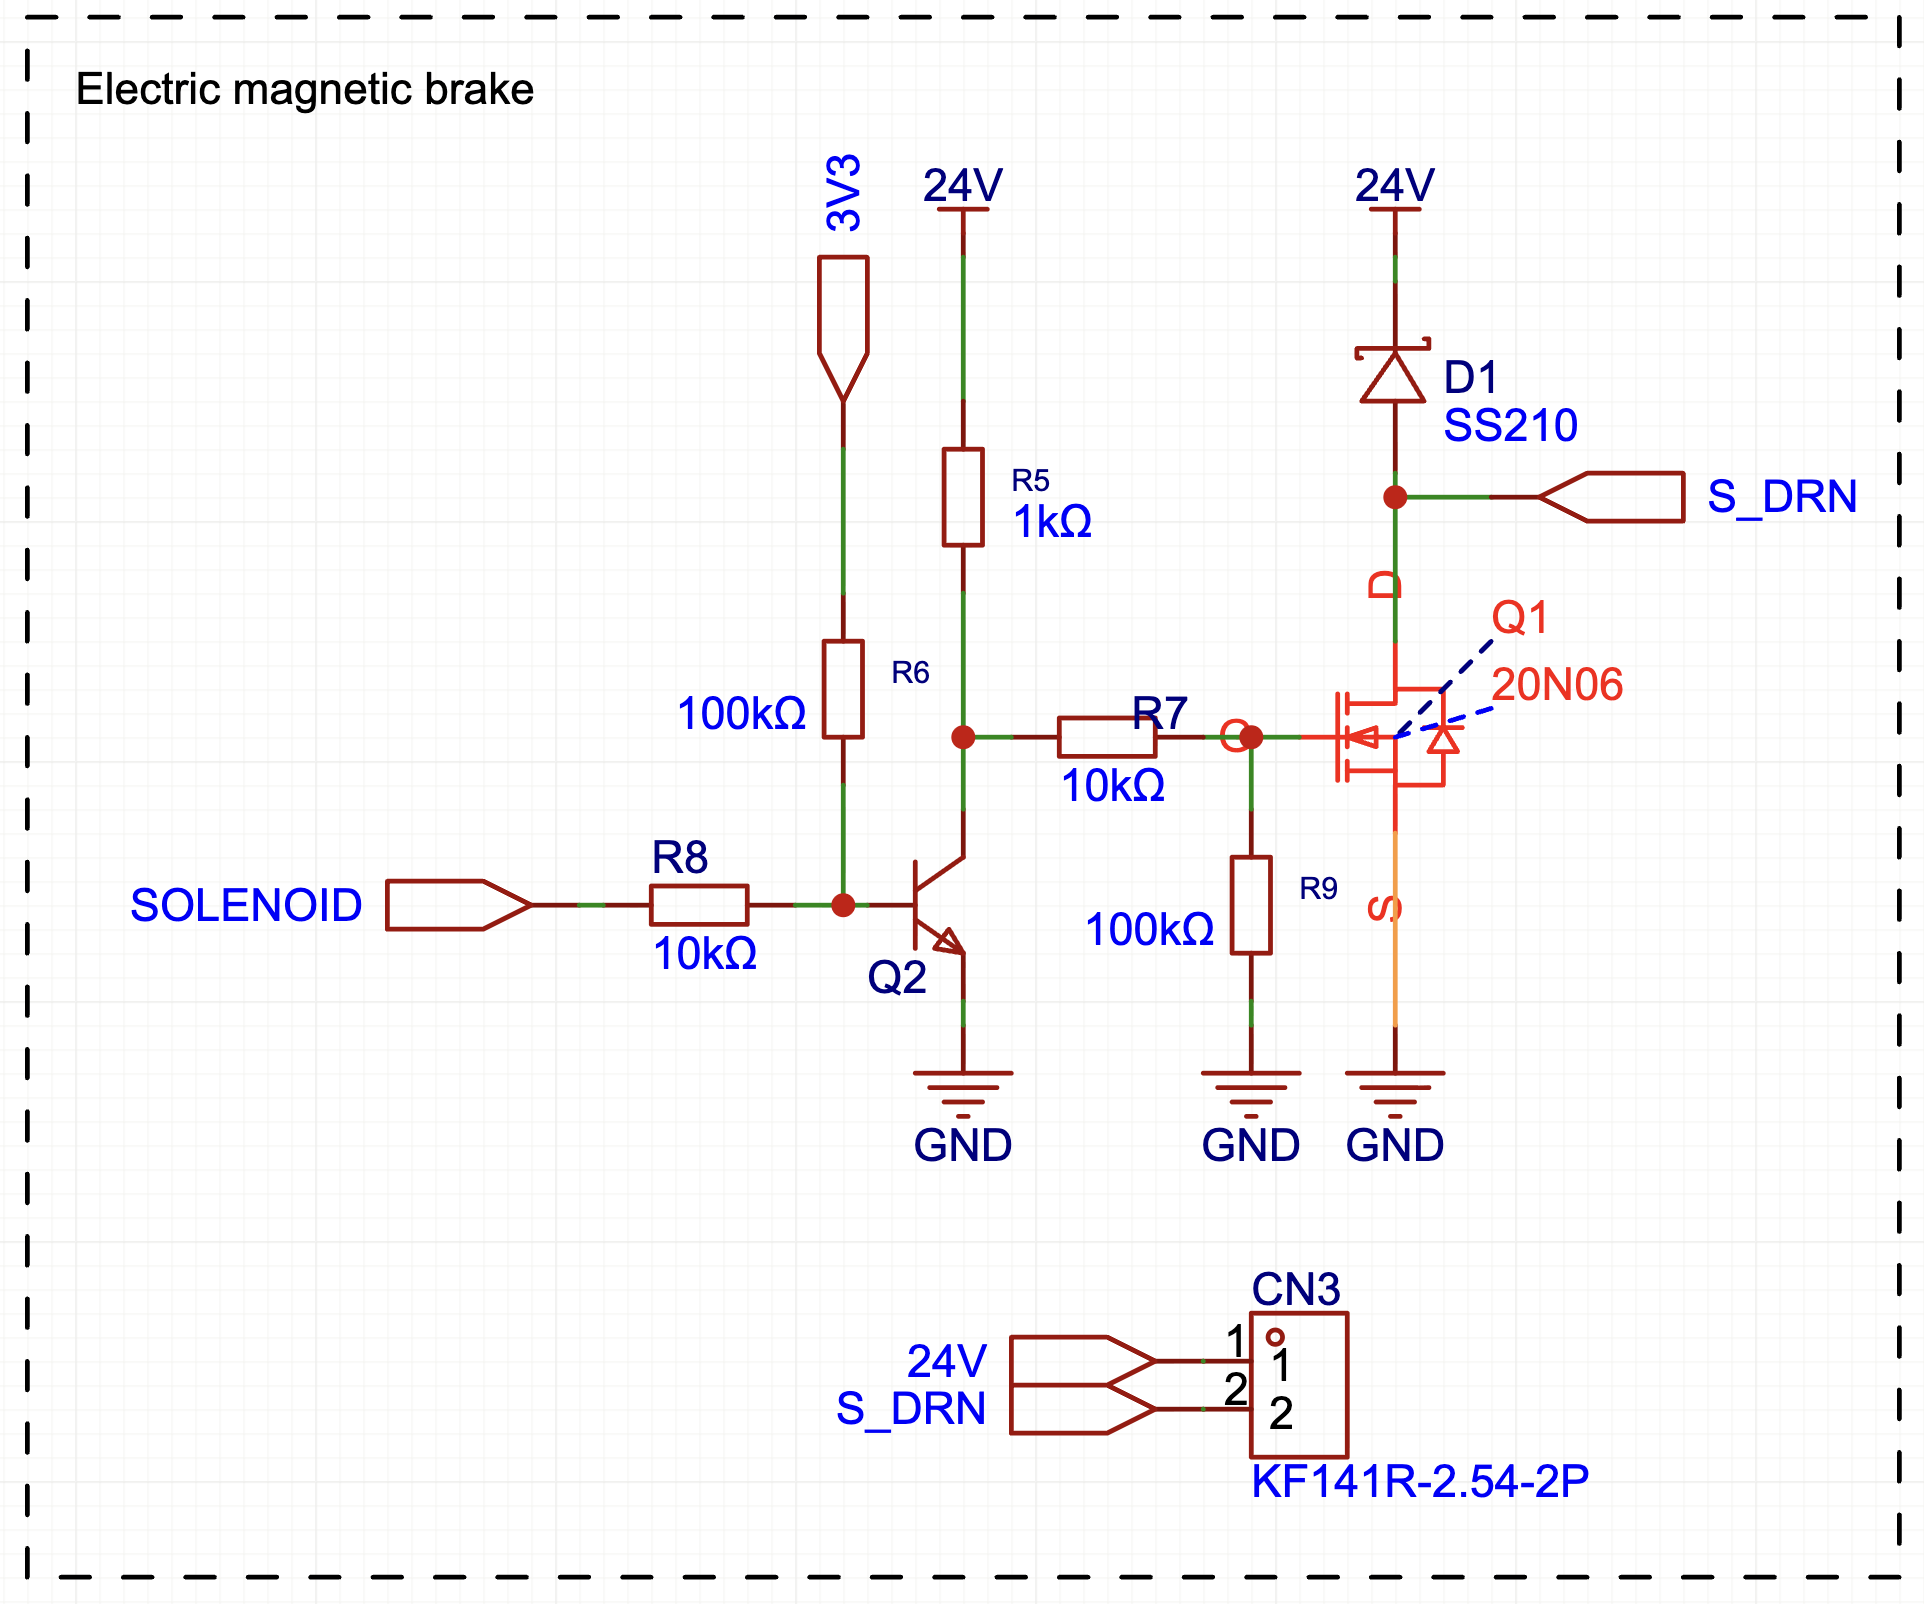 Electric magnetic brake
3V3
24V
24V
D1
SS210
R5
1kΩ
S_DRN
D
Q1
20N06
R6
100kΩ
R7
10kΩ
G
R8
SOLENOID
10kΩ
Q2
R9
100kΩ
S
GND
GND
GND
CN3
24V
1
1
S_DRN
2
2
KF141R-2.54-2P